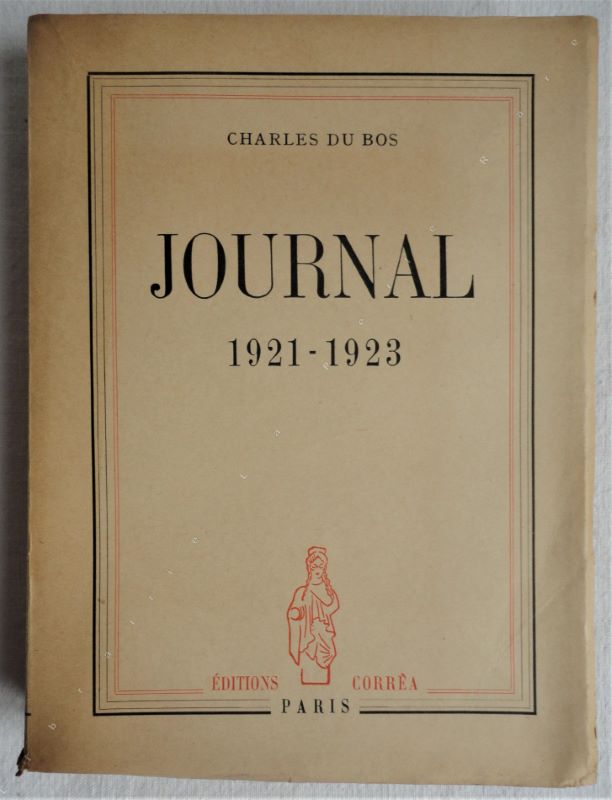 CHARLES DU BOS
JOURNAL
1921-1923
ÉDITIONS CORRÊA
PARIS